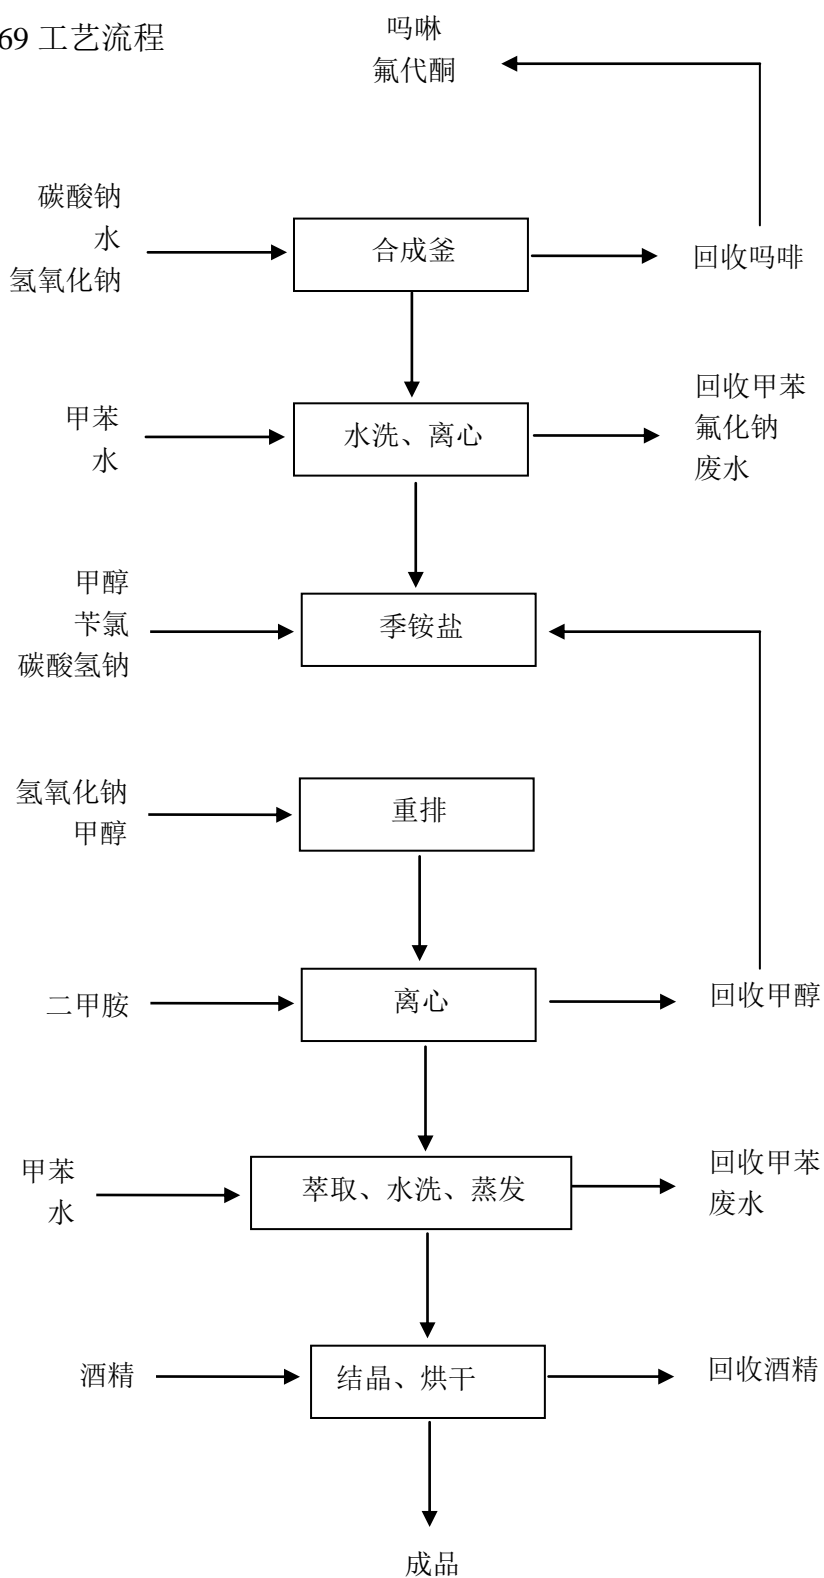 69 工艺流程
吗啉
氟代酮
碳酸钠
水
氢氧化钠
合成釜
回收吗啡
甲苯
水
水洗、离心
回收甲苯
氟化钠
废水
甲醇
苄氯
碳酸氢钠
季铵盐
氢氧化钠
甲醇
重排
二甲胺
离心
回收甲醇
甲苯
水
萃取、水洗、蒸发
回收甲苯
废水
酒精
结晶、烘干
回收酒精
成品